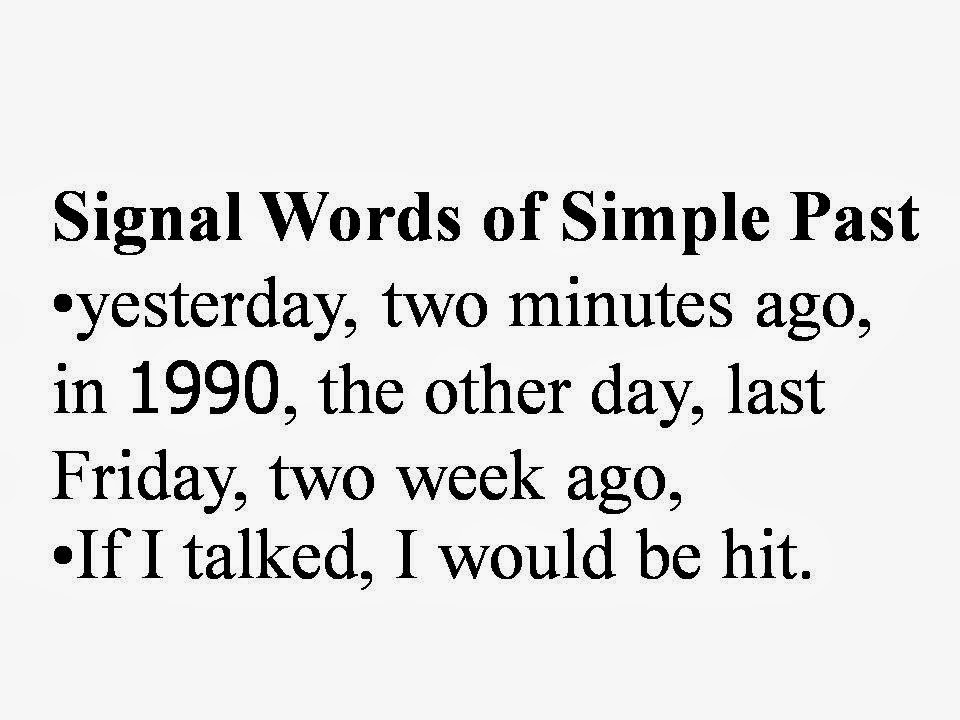 Signal Words of Simple Past
•yesterday, two minutes ago,
in 1990, the other day, last
Friday, two week ago,
•If I talked, I would be hit.